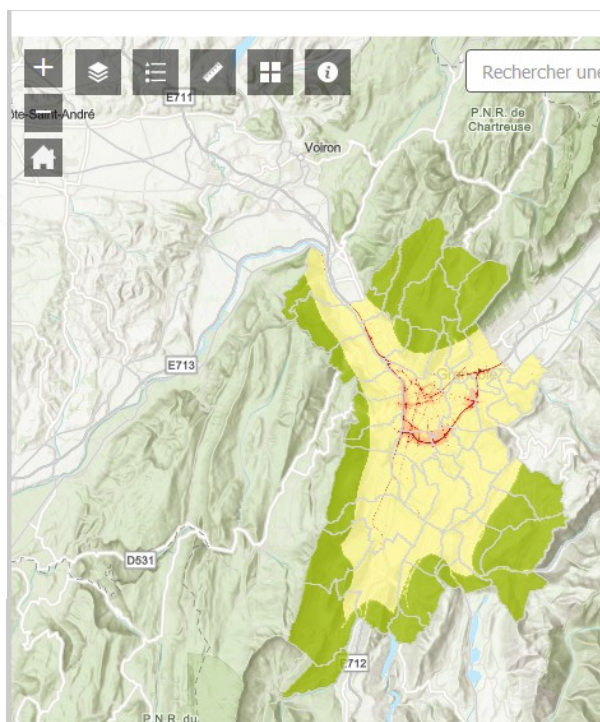 Rechercher une
E711
ôte-Saint-André
P.N.R. de
Chartreuse
Voiron
E713
D531
E712
P.N.R. du